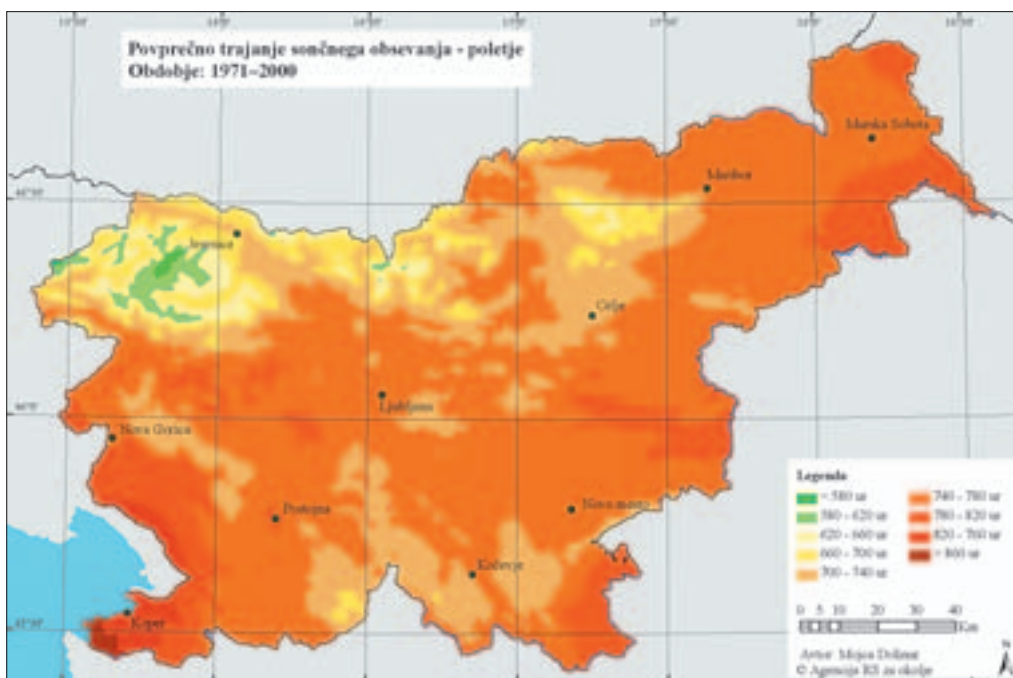 Povprečno trajanje sončnega obsevanja - poletje
Obdobje: 1971–2000
Murska Sobota
Maribor
Jesenice
Celje
Ljubljana
Nova Gorica
Postojna
Novo mesto
Kočevje
Koper
Legenda
< 580 ur
580 - 620 ur
620 - 660 ur
660 - 700 ur
700 - 740 ur
740 - 780 ur
780 - 820 ur
820 - 760 ur
> 860 ur
0 5 10 20 30 40
Km
Avtor: Mojca Dolinar
© Agencija RS za okolje
N